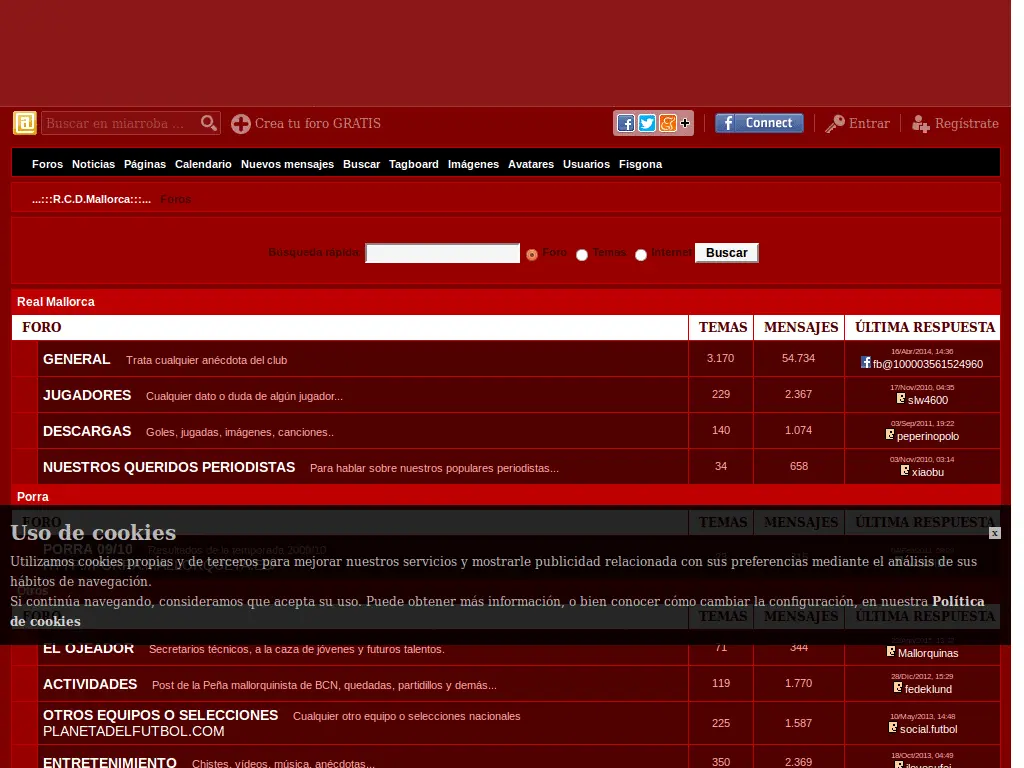 Buscar en miarroba ... Crea tu foro GRATIS Connect Entrar Regístrate
Foros Noticias Páginas Calendario Nuevos mensajes Buscar Tagboard Imágenes Avatares Usuarios Fisgona
...:::R.C.D.Mallorca:::... Foros
Búsqueda rápida: Foro Temas Internet Buscar
Real Mallorca
FORO TEMAS MENSAJES ÚLTIMA RESPUESTA
GENERAL Trata cualquier anécdota del club 3.170 54.734 16/Abr/2014, 14:36
fb@100003561524960
JUGADORES Cualquier dato o duda de algún jugador... 229 2.367 17/Nov/2010, 04:35
slw4600
DESCARGAS Goles, jugadas, imágenes, canciones.. 140 1.074 03/Sep/2011, 19:22
peperinopolo
NUESTROS QUERIDOS PERIODISTAS Para hablar sobre nuestros populares periodistas... 34 658 03/Nov/2010, 03:14
xiaobu
Porra
FORO TEMAS MENSAJES ÚLTIMA RESPUESTA
Uso de cookies x
PORRA 09/10 Resultados de la temporada 2009/10
Utilizamos cookies propias y de terceros para mejorar nuestros servicios y mostrarle publicidad relacionada con sus preferencias mediante el análisis de sus
hábitos de navegación.
Otros
Si continúa navegando, consideramos que acepta su uso. Puede obtener más información, o bien conocer cómo cambiar la configuración, en nuestra Política
de cookies
FORO TEMAS MENSAJES ÚLTIMA RESPUESTA
EL OJEADOR Secretarios técnicos, a la caza de jóvenes y futuros talentos. 71 344
Mallorquinas
ACTIVIDADES Post de la Peña mallorquinista de BCN, quedadas, partidillos y demás... 119 1.770 28/Dic/2012, 15:29
fedeklund
OTROS EQUIPOS O SELECCIONES Cualquier otro equipo o selecciones nacionales
PLANETADELFUTBOL.COM 225 1.587 10/May/2013, 14:48
social.futbol
ENTRETENIMIENTO Chistes, vídeos, música, anécdotas... 350 2.369 18/Oct/2013, 04:49